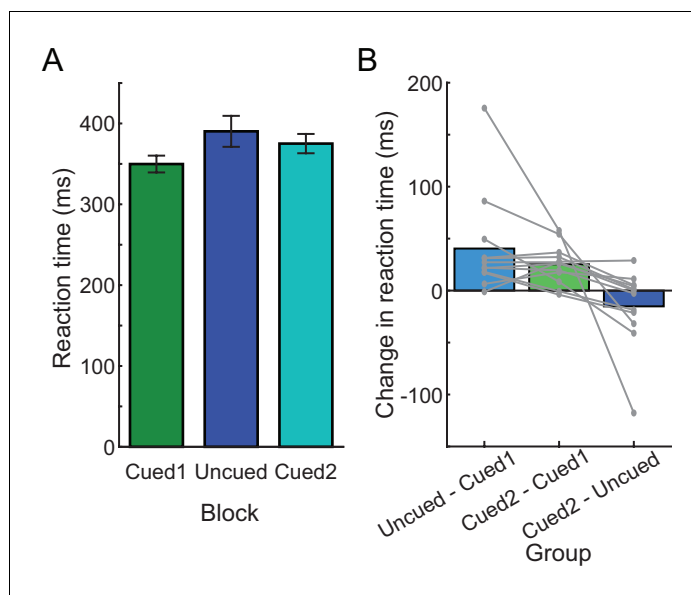 A
Reaction time (ms)
400
300
200
100
0
Cued1 Uncued Cued2
Block
B
Change in reaction time (ms)
200
100
0
-100
Uncued - Cued1
Cued2 - Cued1
Cued2 - Uncued
Group